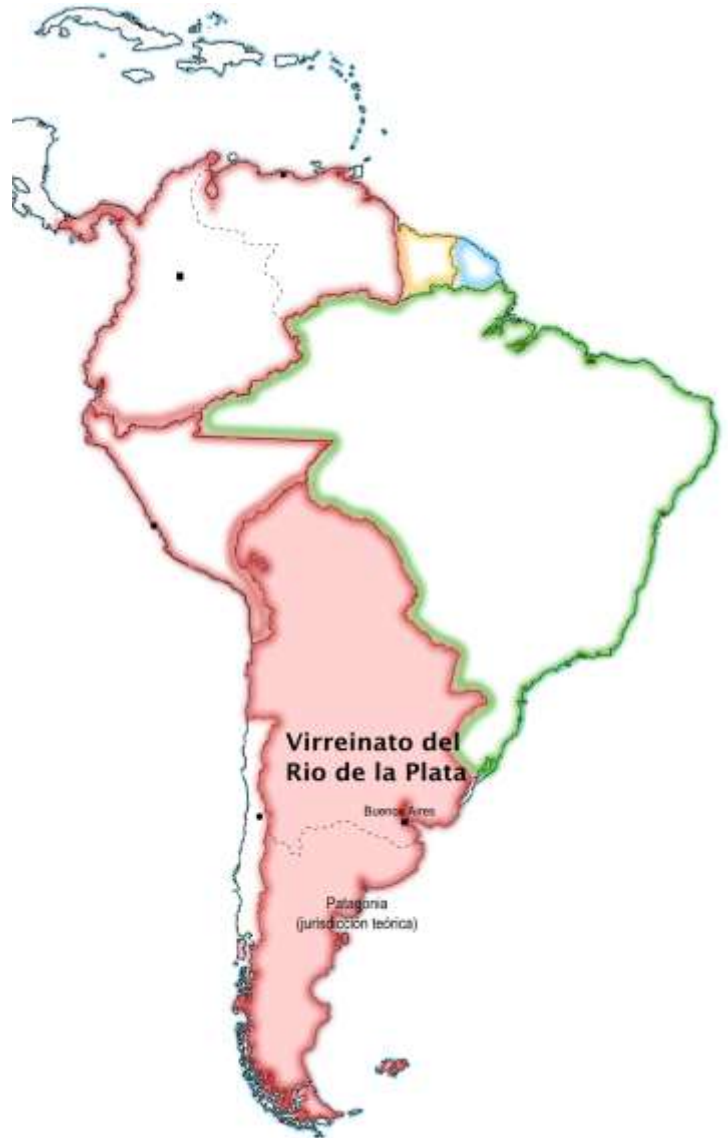 Virreinato del
Rio de la Plata
Buenos Aires
Patagonia
(jurisdicción teórica)